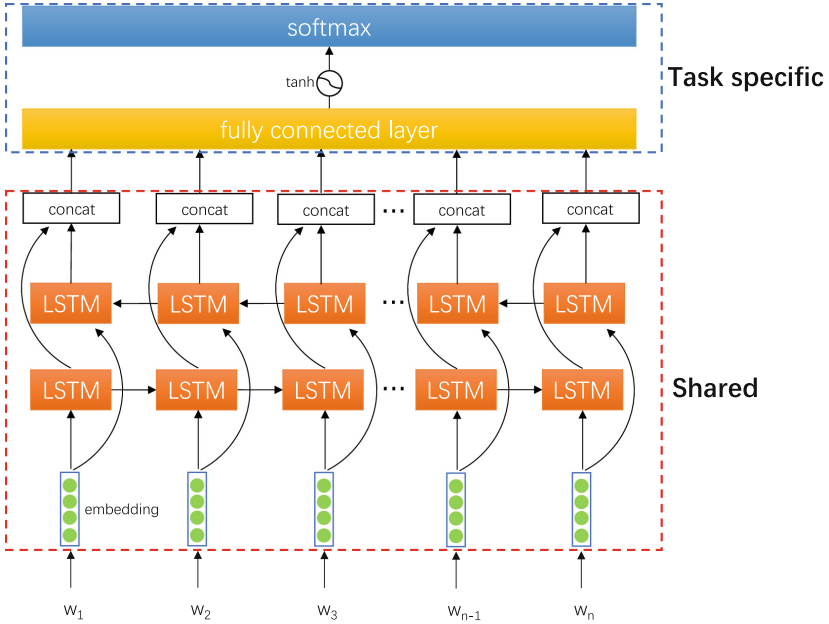 softmax
tanh
Task specific
fully connected layer
concat concat concat ... concat concat
LSTM LSTM LSTM ... LSTM LSTM
LSTM LSTM LSTM ... LSTM LSTM
Shared
embedding
w₁ w₂ w₃ wₙ₋₁ wₙ